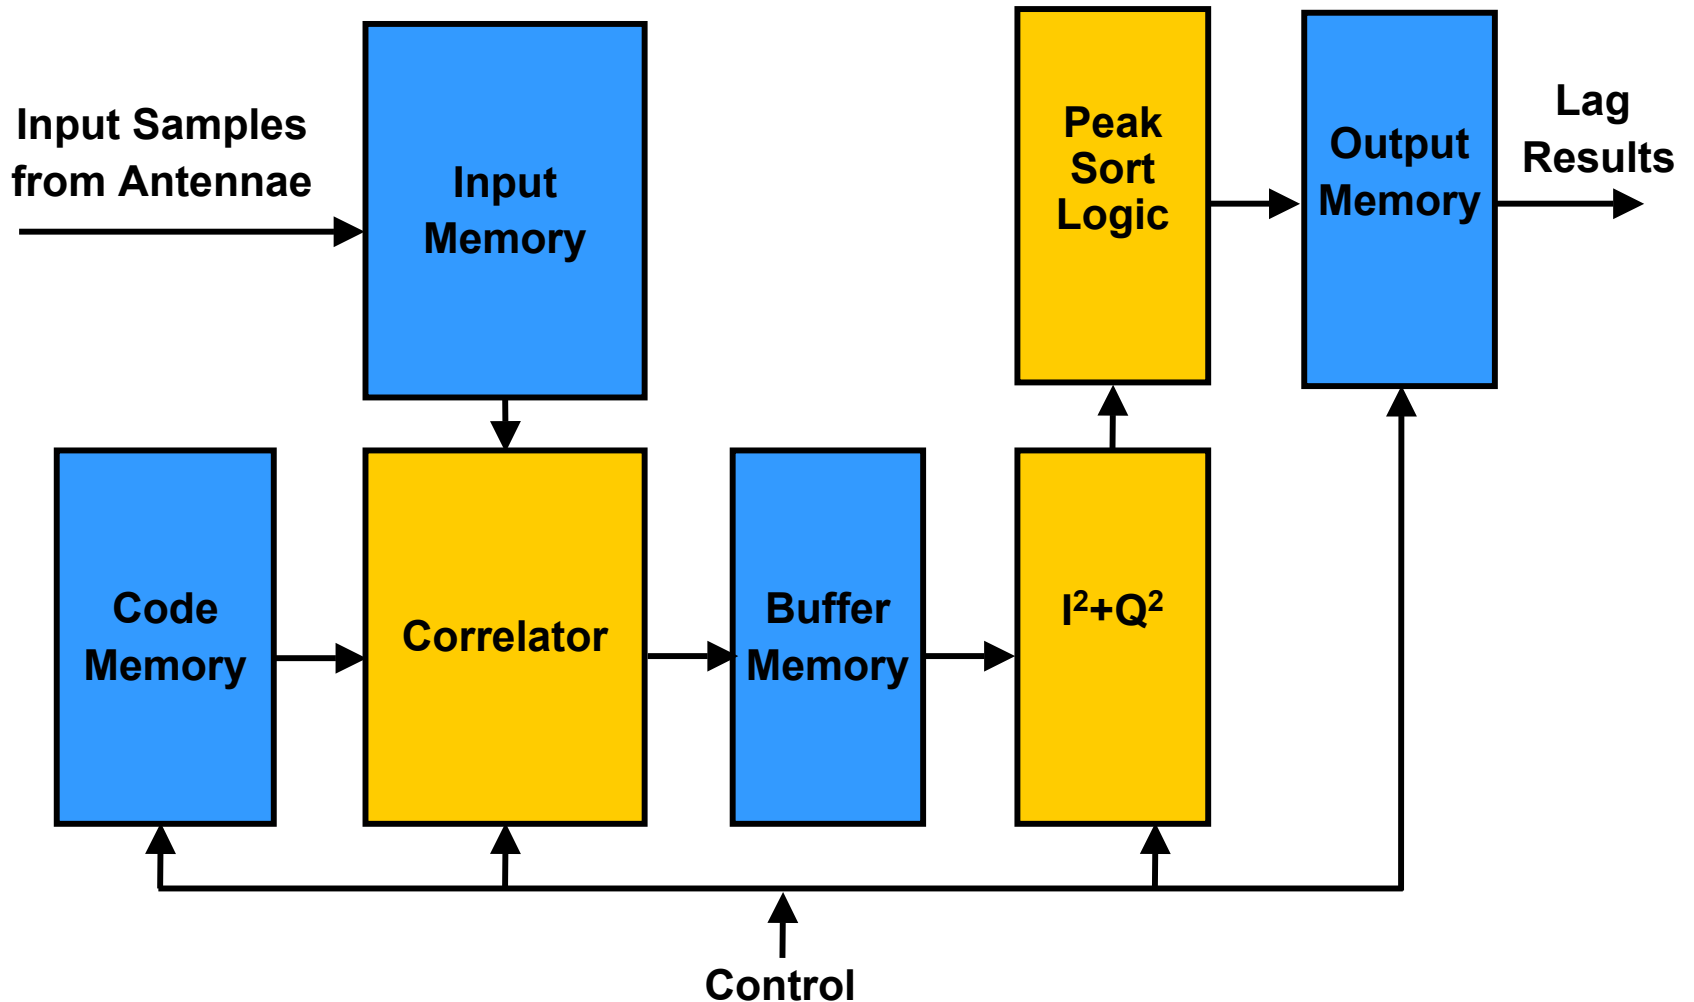 Input Samples
from Antennae
Input
Memory
Peak
Sort
Logic
Output
Memory
Lag
Results
Code
Memory
Correlator
Buffer
Memory
I²+Q²
Control